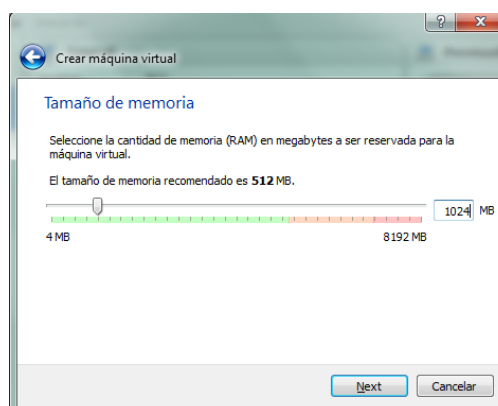 Crear máquina virtual
Tamaño de memoria
Seleccione la cantidad de memoria (RAM) en megabytes a ser reservada para la
máquina virtual.
El tamaño de memoria recomendado es 512 MB.
1024 MB
4 MB 8192 MB
Next Cancelar